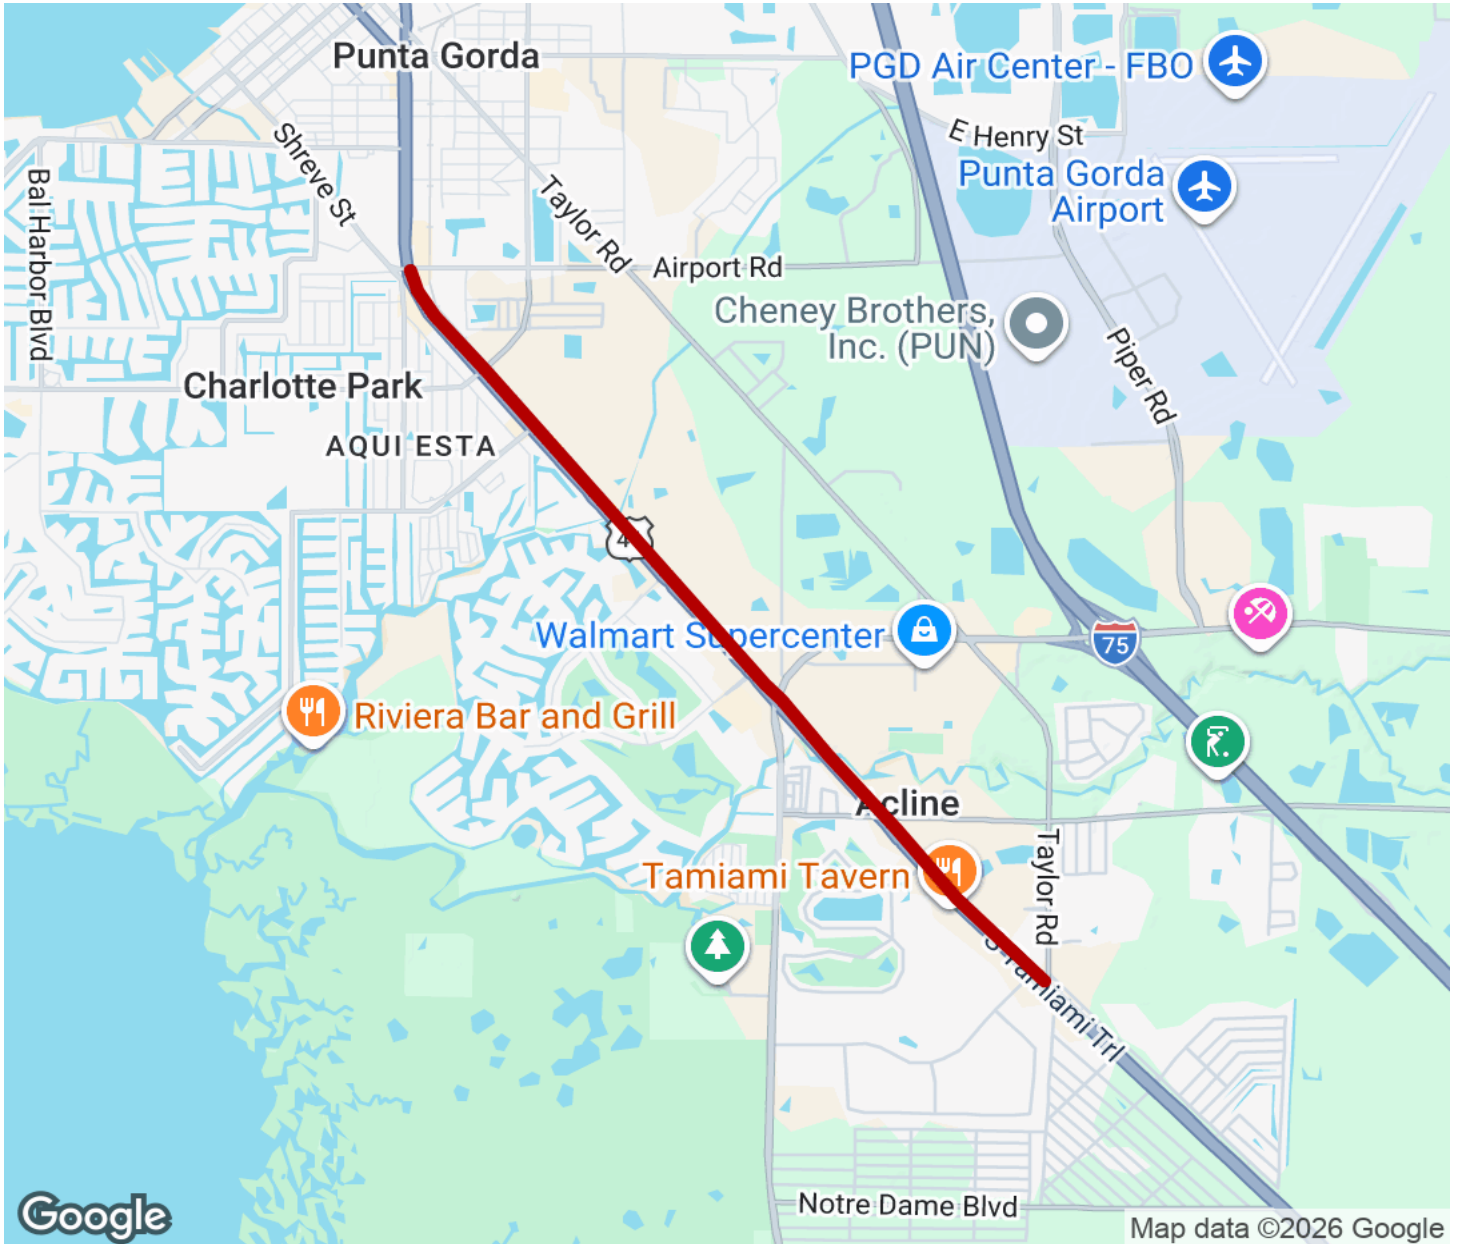 Punta Gorda
PGD Air Center - FBO
E Henry St
Shreve St
Punta Gorda
Airport
Bal Harbor Blvd
Taylor Rd
Airport Rd
Cheney Brothers,
Inc. (PUN)
Piper Rd
Charlotte Park
AQUI ESTA
Walmart Supercenter
75
Riviera Bar and Grill
Acline
Taylor Rd
Tamiami Tavern
S Tamiami Trl
Notre Dame Blvd
Google
Map data ©2026 Google